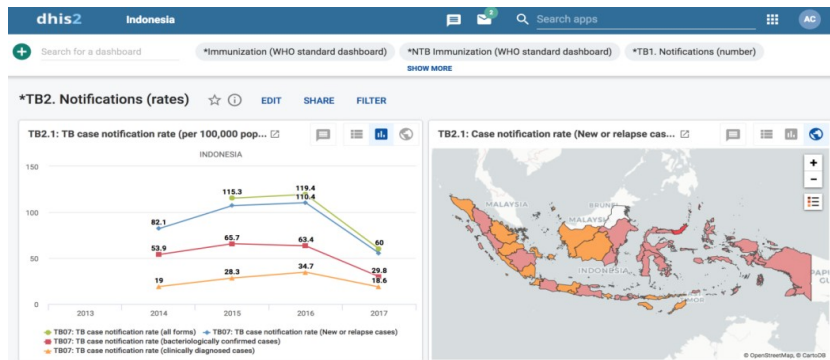 dhis2 Indonesia
2
Search apps
AC
Search for a dashboard
*Immunization (WHO standard dashboard)
*NTB Immunization (WHO standard dashboard)
*TB1. Notifications (number)
SHOW MORE
*TB2. Notifications (rates)
EDIT SHARE FILTER
TB2.1: TB case notification rate (per 100,000 pop...
INDONESIA
150
100
50
0
82.1
115.3
119.4
110.4
60
53.9
65.7
63.4
29.8
19
28.3
34.7
18.6
2013 2014 2015 2016 2017
TB07: TB case notification rate (all forms) TB07: TB case notification rate (New or relapse cases)
TB07: TB case notification rate (bacteriologically confirmed cases)
TB07: TB case notification rate (clinically diagnosed cases)
TB2.1: Case notification rate (New or relapse cas...
+
-
MALAYSIA
BRUNEI
MALAYSI
INDONESIA
© OpenStreetMap, © CartoDB